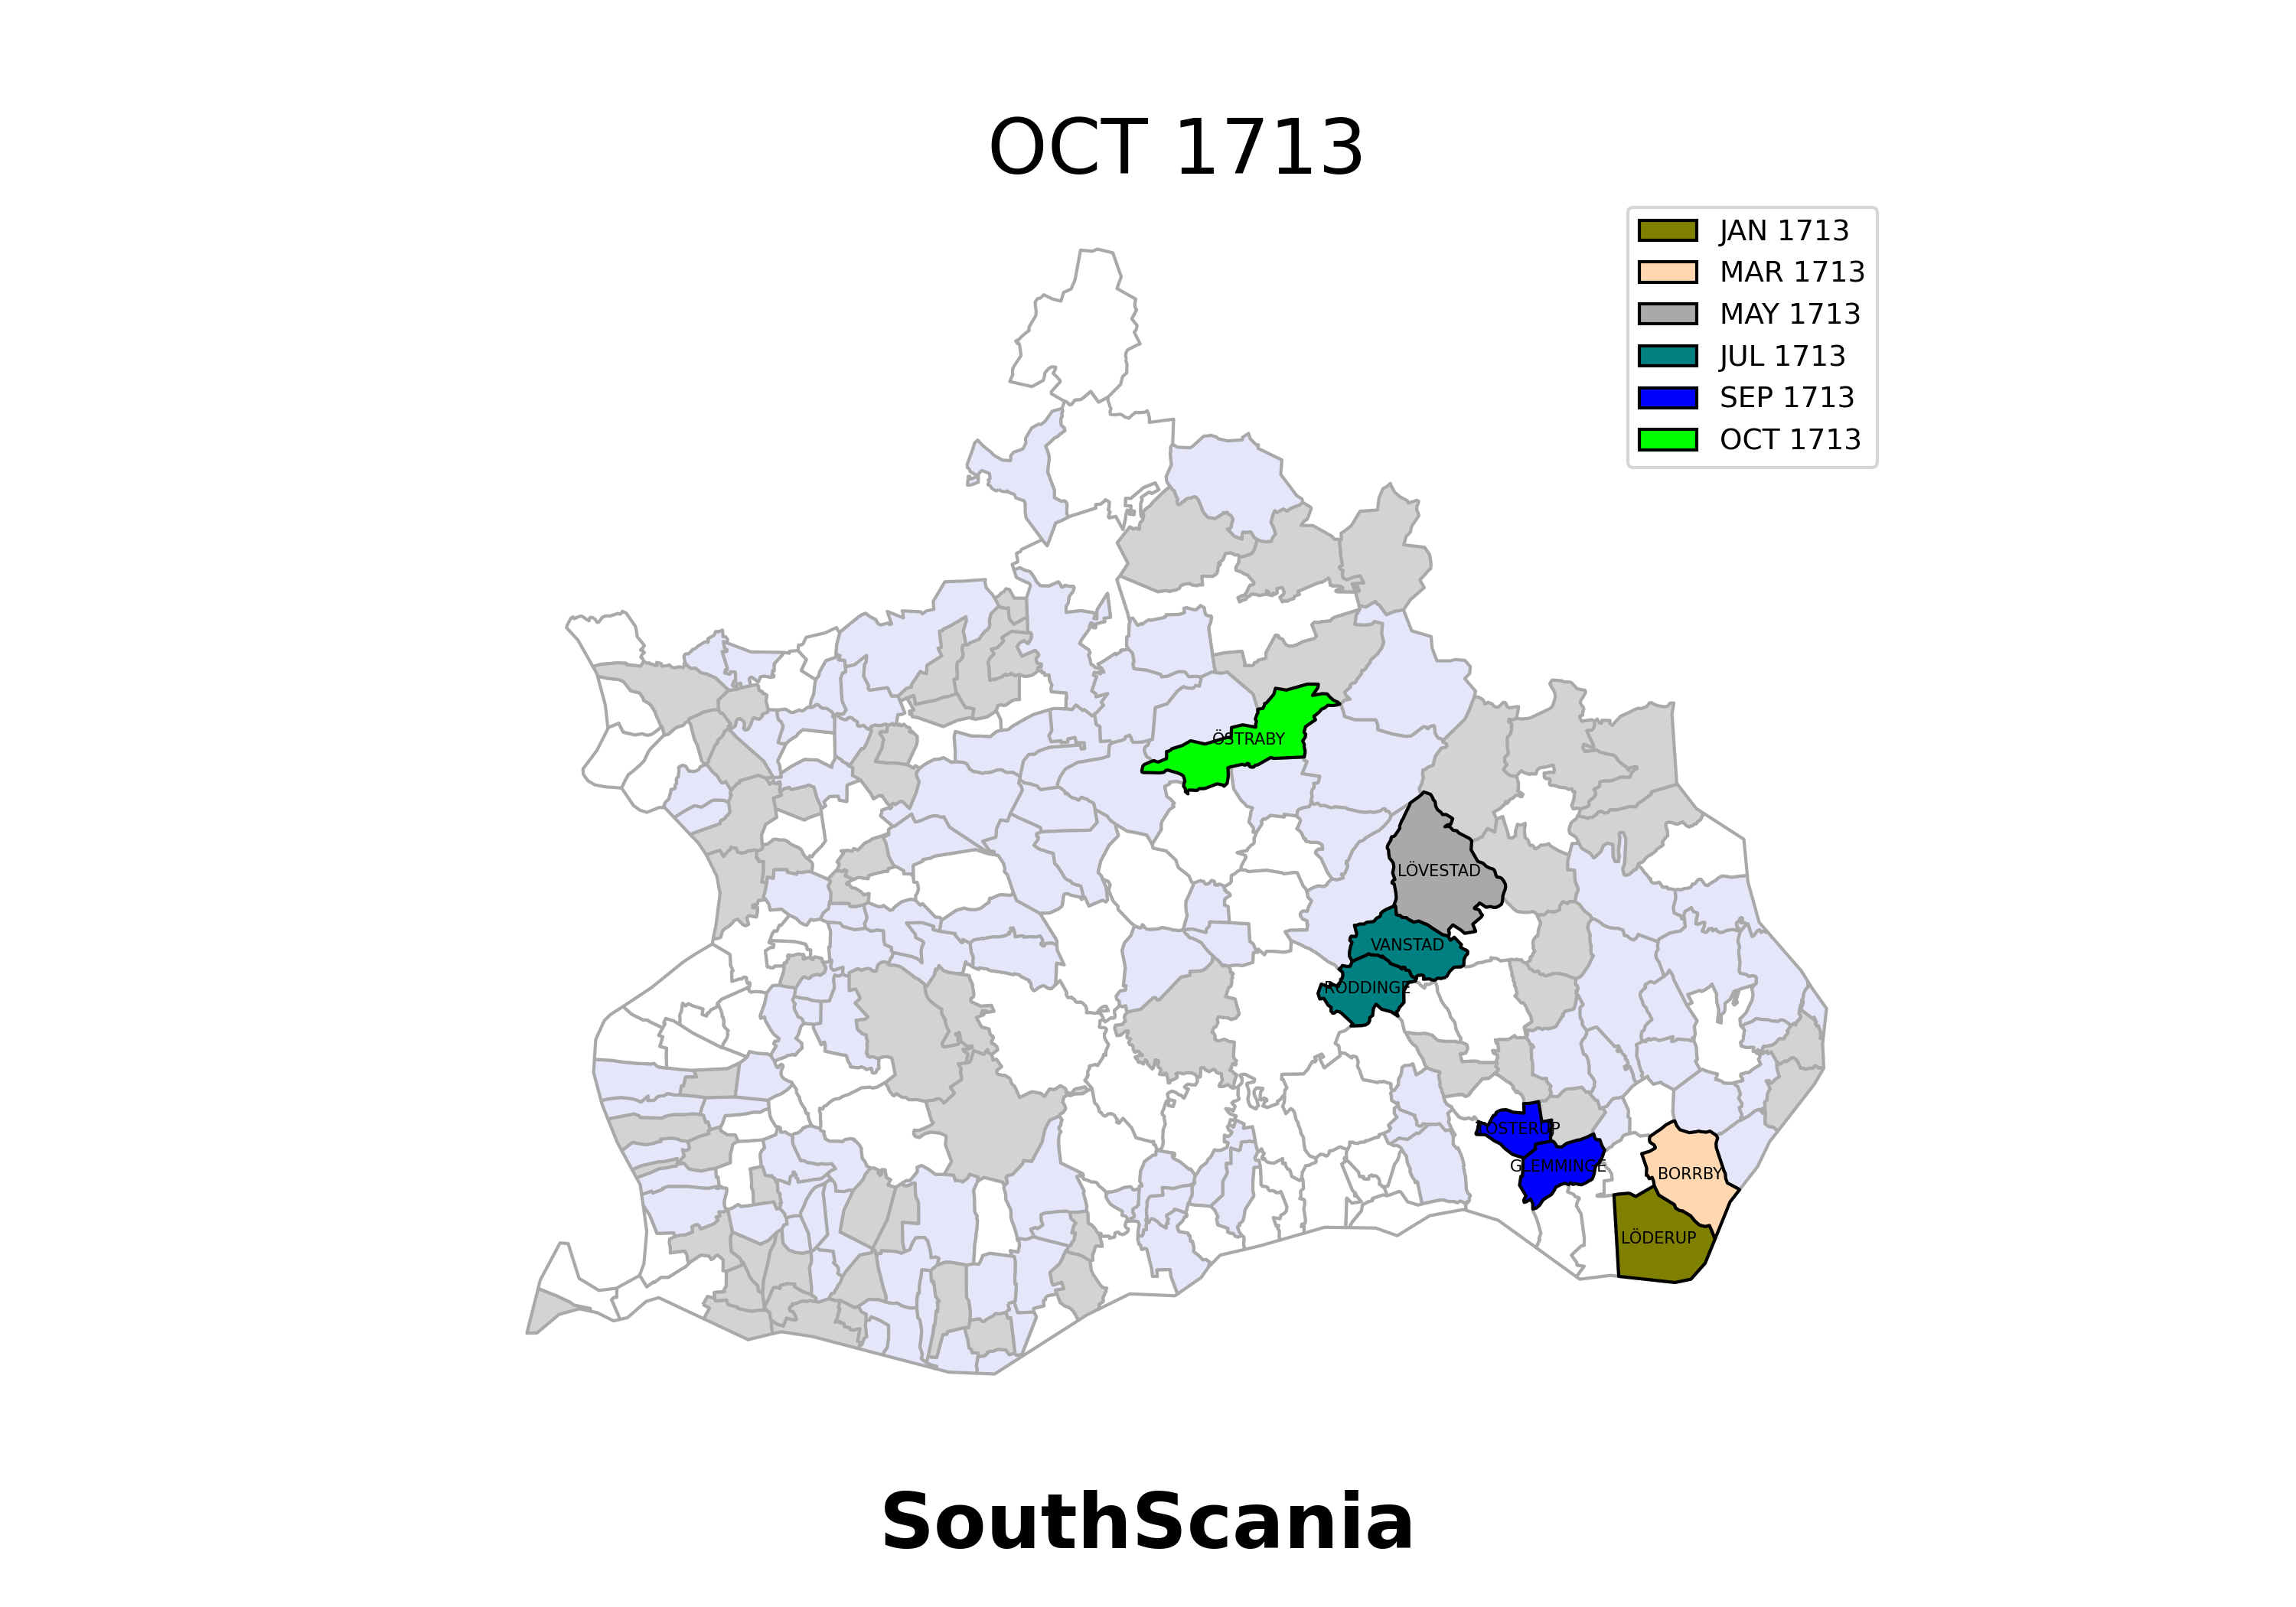 OCT 1713
JAN 1713
MAR 1713
MAY 1713
JUL 1713
SEP 1713
OCT 1713
ÖSTRABY
LÖVESTAD
VANSTAD
RÖDDINGE
TOSTERUP
GLEMMINGE
BORRBY
LÖDERUP
SouthScania